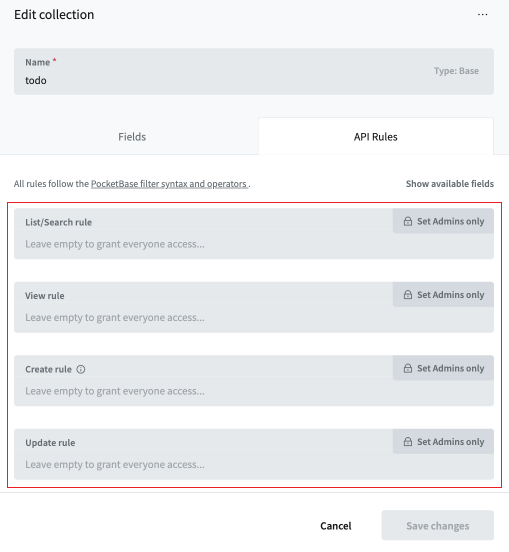 Edit collection
Name *
todo
Type: Base
Fields
API Rules
All rules follow the PocketBase filter syntax and operators .
Show available fields
List/Search rule
Set Admins only
Leave empty to grant everyone access...
View rule
Set Admins only
Leave empty to grant everyone access...
Create rule
Set Admins only
Leave empty to grant everyone access...
Update rule
Set Admins only
Leave empty to grant everyone access...
Cancel
Save changes